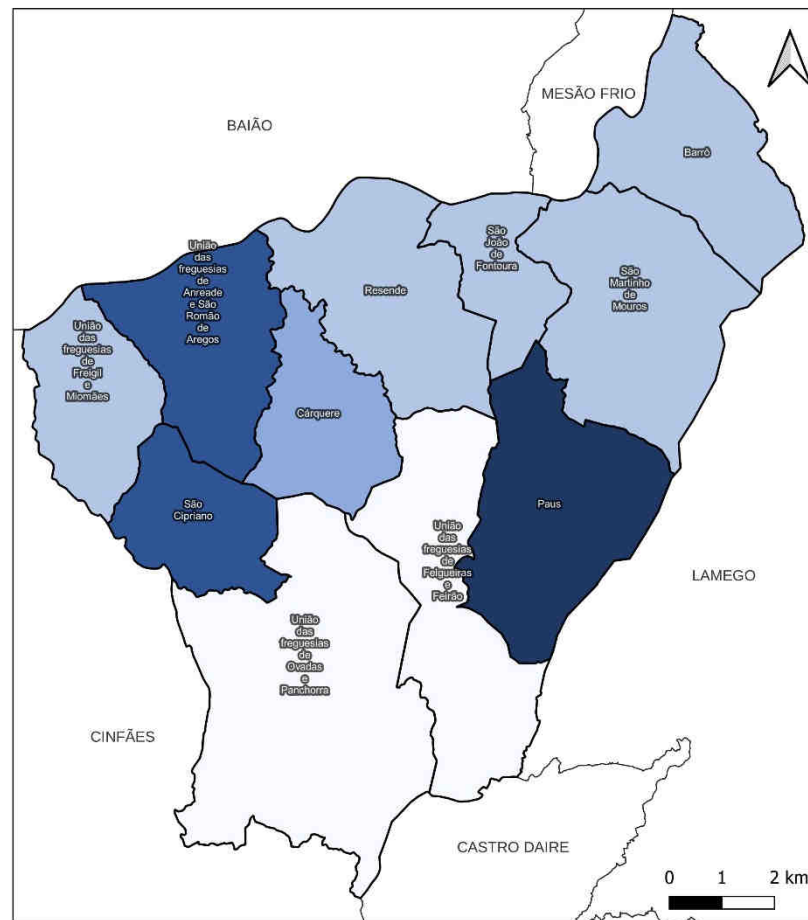 MESÃO FRIO
BAIÃO
Barrô
União
das
freguesias
de
Anreade
e São
Romão
de
Aregos
São
João
de
Fontoura
São
Martinho
de
Mouros
Resende
União
das
freguesias
de
Freigil
e
Miomães
Cárquere
São
Cipriano
Paus
União
das
freguesias
de
Felgueiras
e
Feirão
LAMEGO
União
das
freguesias
de
Ovadas
e
Panchorra
CINFÃES
CASTRO DAIRE
0 1 2 km